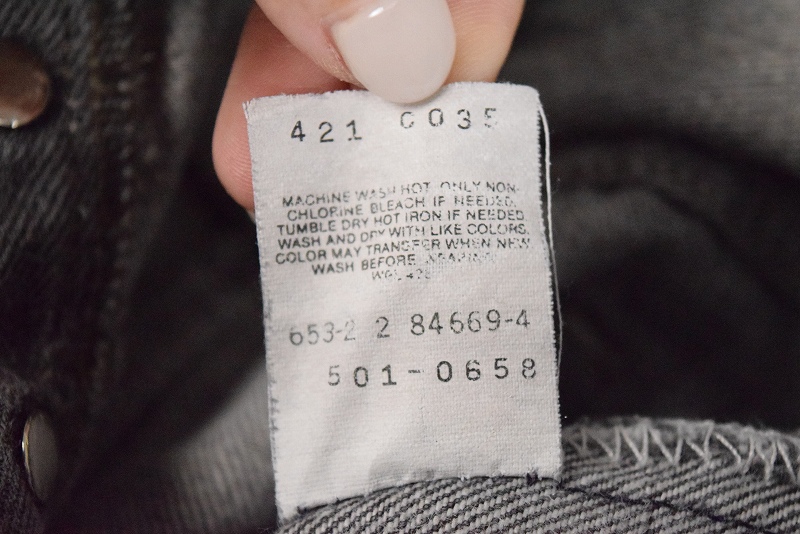 421 0035
MACHINE WASH HOT ONLY NON-
CHLORINE BLEACH IF NEEDED.
TUMBLE DRY HOT IRON IF NEEDED
WASH AND DRY WITH LIKE COLORS.
COLOR MAY TRANSFER WHEN NEW
WASH BEFORE WEARING
653-2 2 84669-4
501-0658